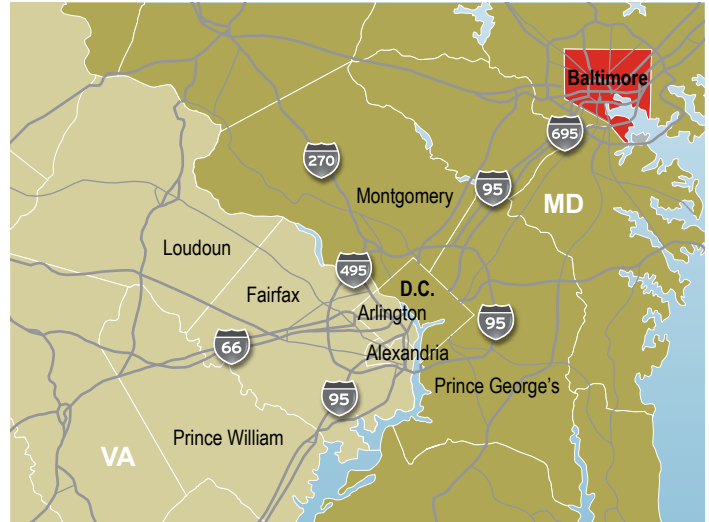 Baltimore
695
270
95
Montgomery
MD
Loudoun
495
Fairfax
D.C.
Arlington
95
66
Alexandria
Prince George's
95
Prince William
VA